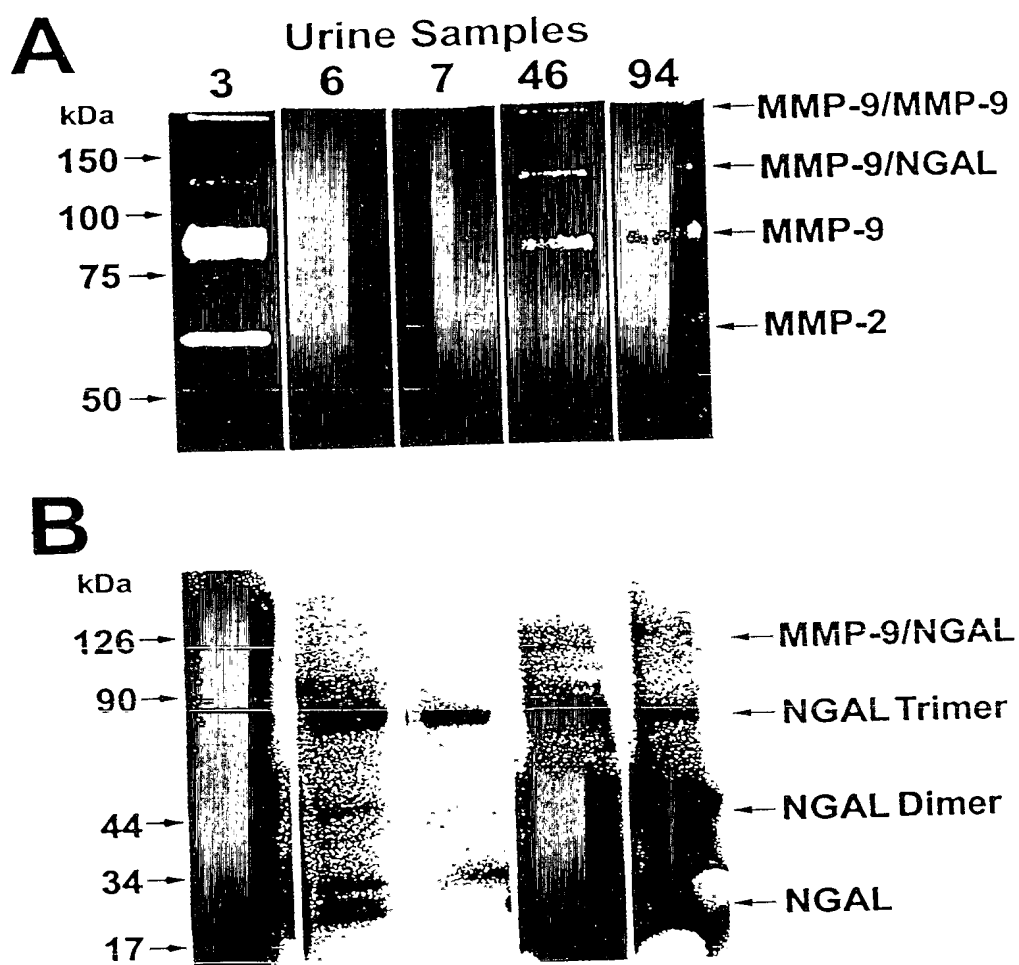 A
Urine Samples
3 6 7 46 94
kDa
150
100
75
50
MMP-9/MMP-9
MMP-9/NGAL
MMP-9
MMP-2
B
kDa
126
90
44
34
17
MMP-9/NGAL
NGAL Trimer
NGAL Dimer
NGAL